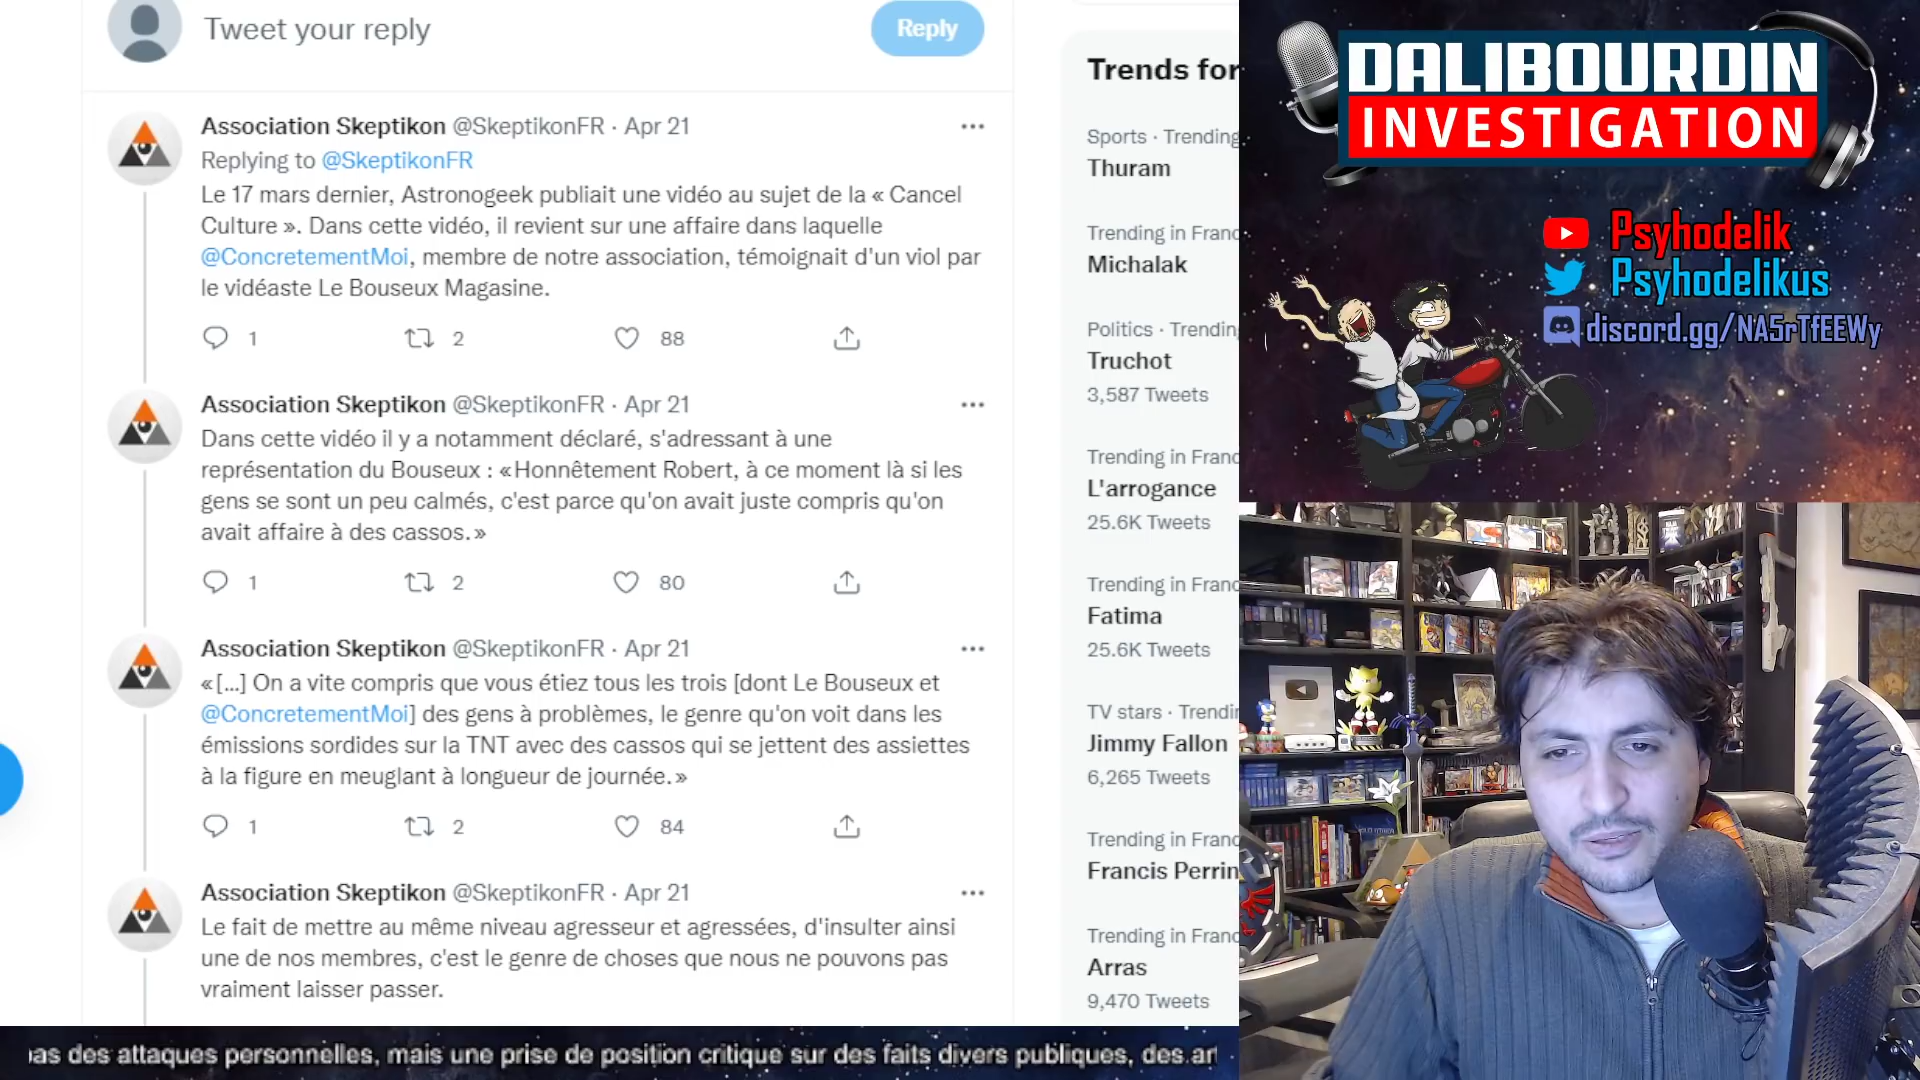 Tweet your reply
Reply
Association Skeptikon @SkeptikonFR · Apr 21
Replying to @SkeptikonFR
Le 17 mars dernier, Astronogeek publiait une vidéo au sujet de la « Cancel
Culture ». Dans cette vidéo, il revient sur une affaire dans laquelle
@ConcretementMoi, membre de notre association, témoignait d'un viol par
le vidéaste Le Bouseux Magasine.
1 2 88
Association Skeptikon @SkeptikonFR · Apr 21
Dans cette vidéo il y a notamment déclaré, s'adressant à une
représentation du Bouseux : «Honnêtement Robert, à ce moment là si les
gens se sont un peu calmés, c'est parce qu'on avait juste compris qu'on
avait affaire à des cassos.»
1 2 80
Association Skeptikon @SkeptikonFR · Apr 21
«[...] On a vite compris que vous étiez tous les trois [dont Le Bouseux et
@ConcretementMoi] des gens à problèmes, le genre qu'on voit dans les
émissions sordides sur la TNT avec des cassos qui se jettent des assiettes
à la figure en meuglant à longueur de journée.»
1 2 84
Association Skeptikon @SkeptikonFR · Apr 21
Le fait de mettre au même niveau agresseur et agressées, d'insulter ainsi
une de nos membres, c'est le genre de choses que nous ne pouvons pas
vraiment laisser passer.
Trends for
Sports · Trending
Thuram
Trending in Franc
Michalak
Politics · Trending
Truchot
3,587 Tweets
Trending in Franc
L'arrogance
25.6K Tweets
Trending in Franc
Fatima
25.6K Tweets
TV stars · Trendin
Jimmy Fallon
6,265 Tweets
Trending in Franc
Francis Perrin
Trending in Franc
Arras
9,470 Tweets
DALIBOURDIN
INVESTIGATION
Psyhodelik
Psyhodelikus
discord.gg/NA5rTfEEWy
pas des attaques personnelles, mais une prise de position critique sur des faits divers publiques, des ar